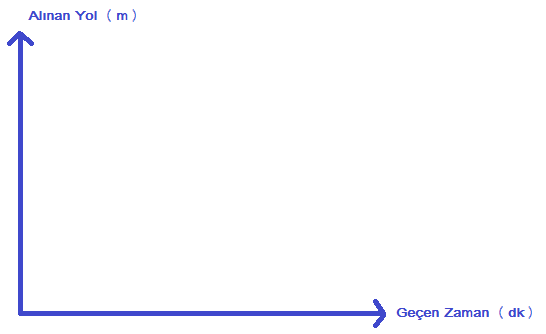 Alınan Yol ( m )
Geçen Zaman ( dk )